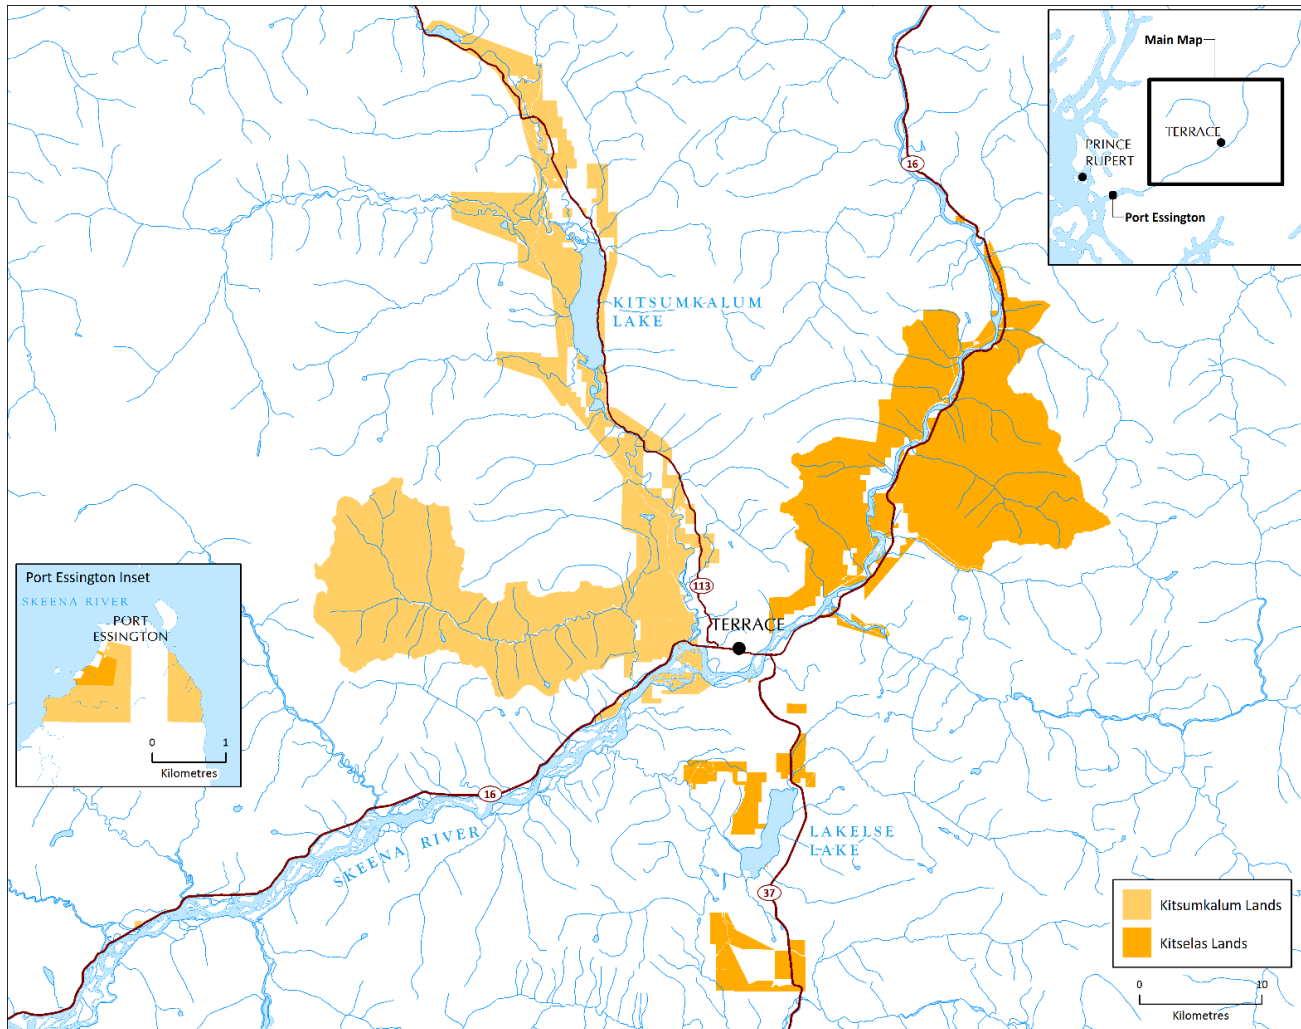 Main Map
TERRACE
PRINCE
RUPERT
Port Essington
16
KITSUMKALUM
LAKE
113
TERRACE
Port Essington Inset
SKEENA RIVER
PORT
ESSINGTON
0 1
Kilometres
16
SKEENA RIVER
LAKELSE
LAKE
37
Kitsumkalum Lands
Kitselas Lands
0 10
Kilometres